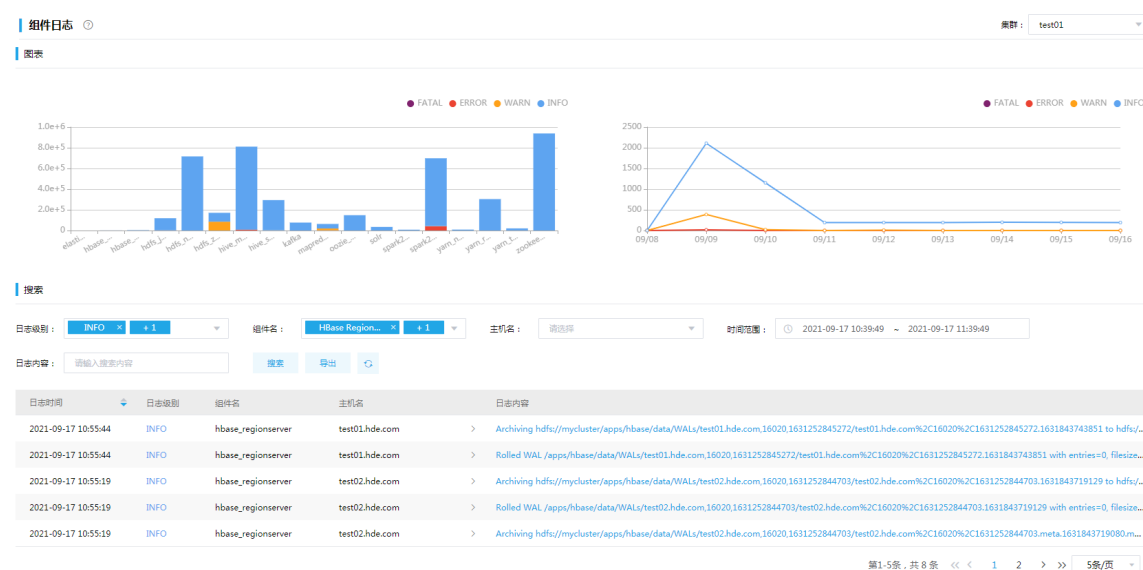 组件日志
集群： test01
图表
FATAL ERROR WARN INFO
1.0e+6
8.0e+5
6.0e+5
4.0e+5
2.0e+5
0
elasti... hbase_... hbase_... hdfs_j... hdfs_n... hdfs_z... hive_m... hive_s... kafka mapred... oozie_... solr spark2... spark2... yarn_n... yarn_r... yarn_t... zookee...
FATAL ERROR WARN INFO
2500
2000
1500
1000
500
0
09/08 09/09 09/10 09/11 09/12 09/13 09/14 09/15 09/16
搜索
日志级别： INFO × + 1 组件名： HBase Region... × + 1 主机名： 请选择 时间范围： 2021-09-17 10:39:49 ~ 2021-09-17 11:39:49
日志内容： 请输入搜索内容 搜索 导出
日志时间 日志级别 组件名 主机名 日志内容
2021-09-17 10:55:44 INFO hbase_regionserver test01.hde.com > Archiving hdfs://mycluster/apps/hbase/data/WALs/test01.hde.com,16020,1631252845272/test01.hde.com%2C16020%2C1631252845272.1631843743851 to hdfs:/...
2021-09-17 10:55:44 INFO hbase_regionserver test01.hde.com > Rolled WAL /apps/hbase/data/WALs/test01.hde.com,16020,1631252845272/test01.hde.com%2C16020%2C1631252845272.1631843743851 with entries=0, filesize...
2021-09-17 10:55:19 INFO hbase_regionserver test02.hde.com > Archiving hdfs://mycluster/apps/hbase/data/WALs/test02.hde.com,16020,1631252844703/test02.hde.com%2C16020%2C1631252844703.1631843719129 to hdfs:/...
2021-09-17 10:55:19 INFO hbase_regionserver test02.hde.com > Rolled WAL /apps/hbase/data/WALs/test02.hde.com,16020,1631252844703/test02.hde.com%2C16020%2C1631252844703.1631843719129 with entries=0, filesize...
2021-09-17 10:55:19 INFO hbase_regionserver test02.hde.com > Archiving hdfs://mycluster/apps/hbase/data/WALs/test02.hde.com,16020,1631252844703/test02.hde.com%2C16020%2C1631252844703.meta.1631843719080.m...
第1-5条，共 8 条 << < 1 2 > >> 5条/页